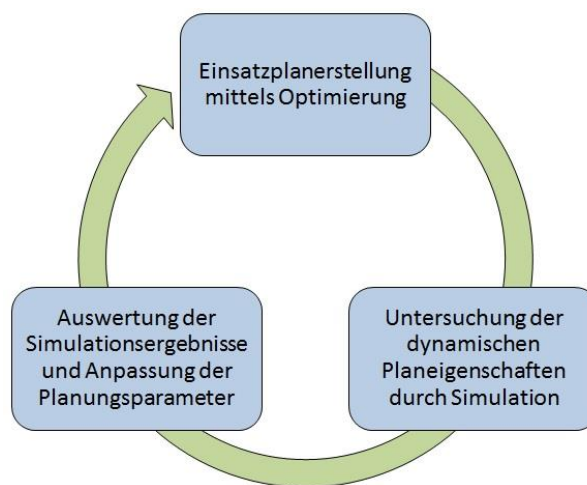 Einsatzplanerstellung
mittels Optimierung
Auswertung der
Simulationsergebnisse
und Anpassung der
Planungsparameter
Untersuchung der
dynamischen
Planeigenschaften
durch Simulation